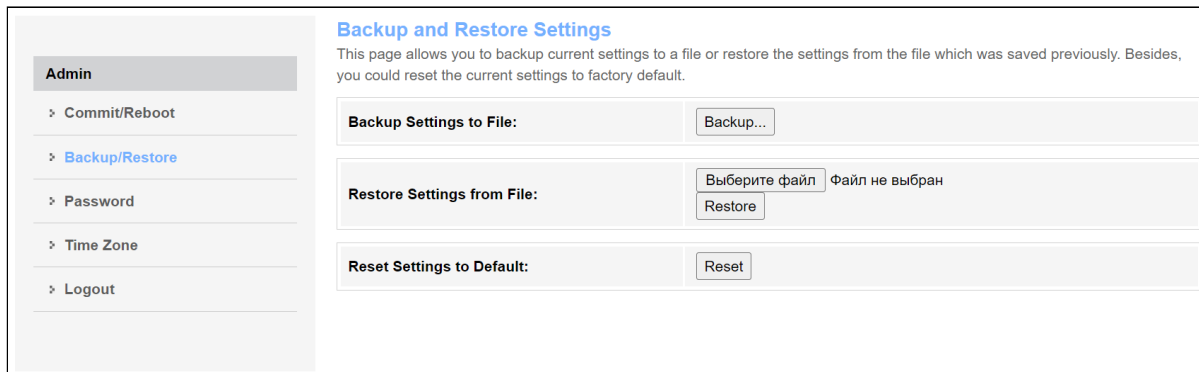 Admin
Commit/Reboot
Backup/Restore
Password
Time Zone
Logout
Backup and Restore Settings
This page allows you to backup current settings to a file or restore the settings from the file which was saved previously. Besides,
you could reset the current settings to factory default.
Backup Settings to File: Backup...
Restore Settings from File: Выберите файл Файл не выбран
Restore
Reset Settings to Default: Reset